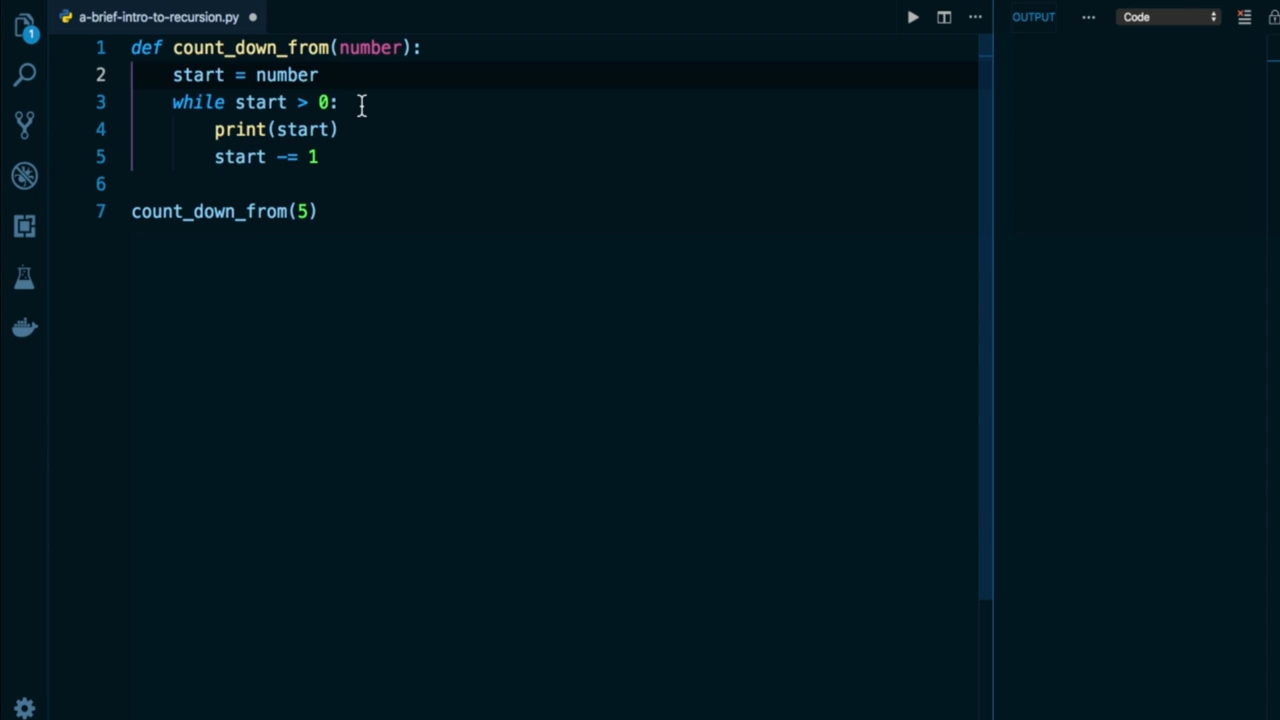 a-brief-intro-to-recursion.py
OUTPUT
Code
1
1 def count_down_from(number):
2     start = number
3     while start > 0:
4         print(start)
5         start -= 1
6
7 count_down_from(5)